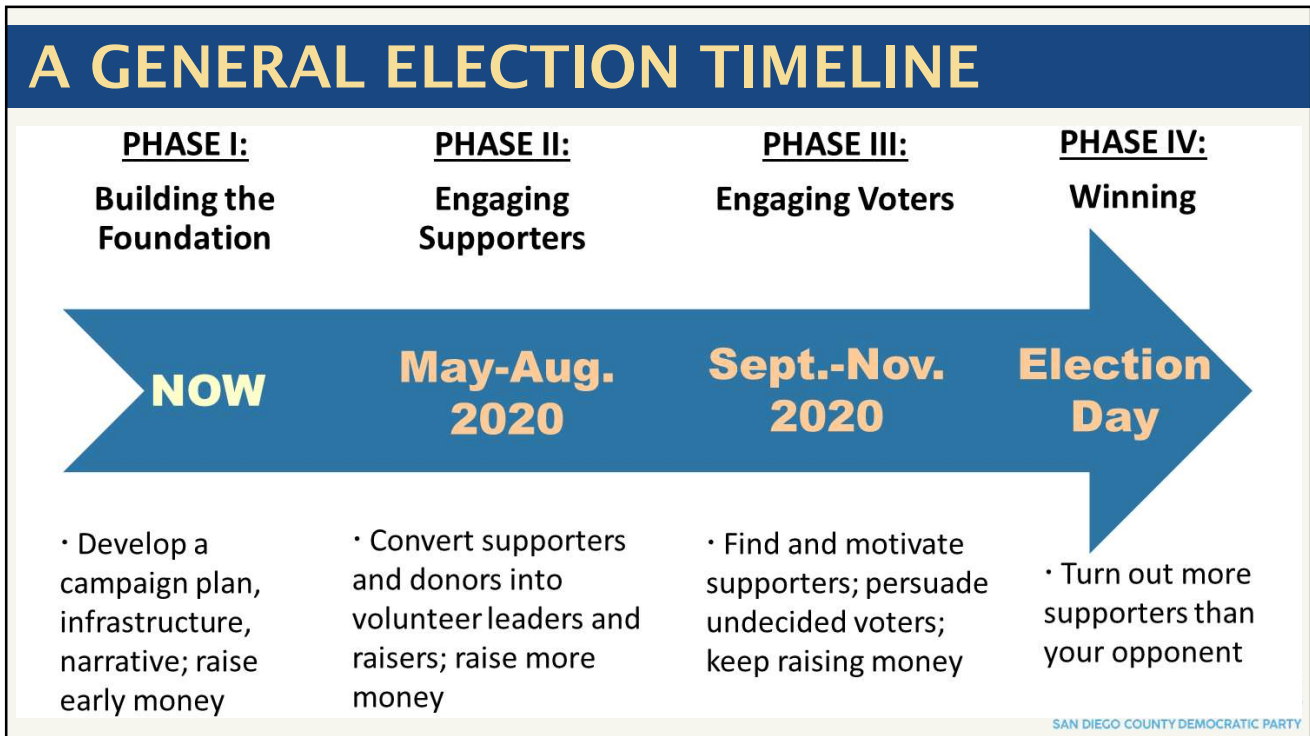 A GENERAL ELECTION TIMELINE
PHASE I:
Building the
Foundation
PHASE II:
Engaging
Supporters
PHASE III:
Engaging Voters
PHASE IV:
Winning
NOW
May-Aug.
2020
Sept.-Nov.
2020
Election
Day
· Develop a
campaign plan,
infrastructure,
narrative; raise
early money
· Convert supporters
and donors into
volunteer leaders and
raisers; raise more
money
· Find and motivate
supporters; persuade
undecided voters;
keep raising money
· Turn out more
supporters than
your opponent
SAN DIEGO COUNTY DEMOCRATIC PARTY